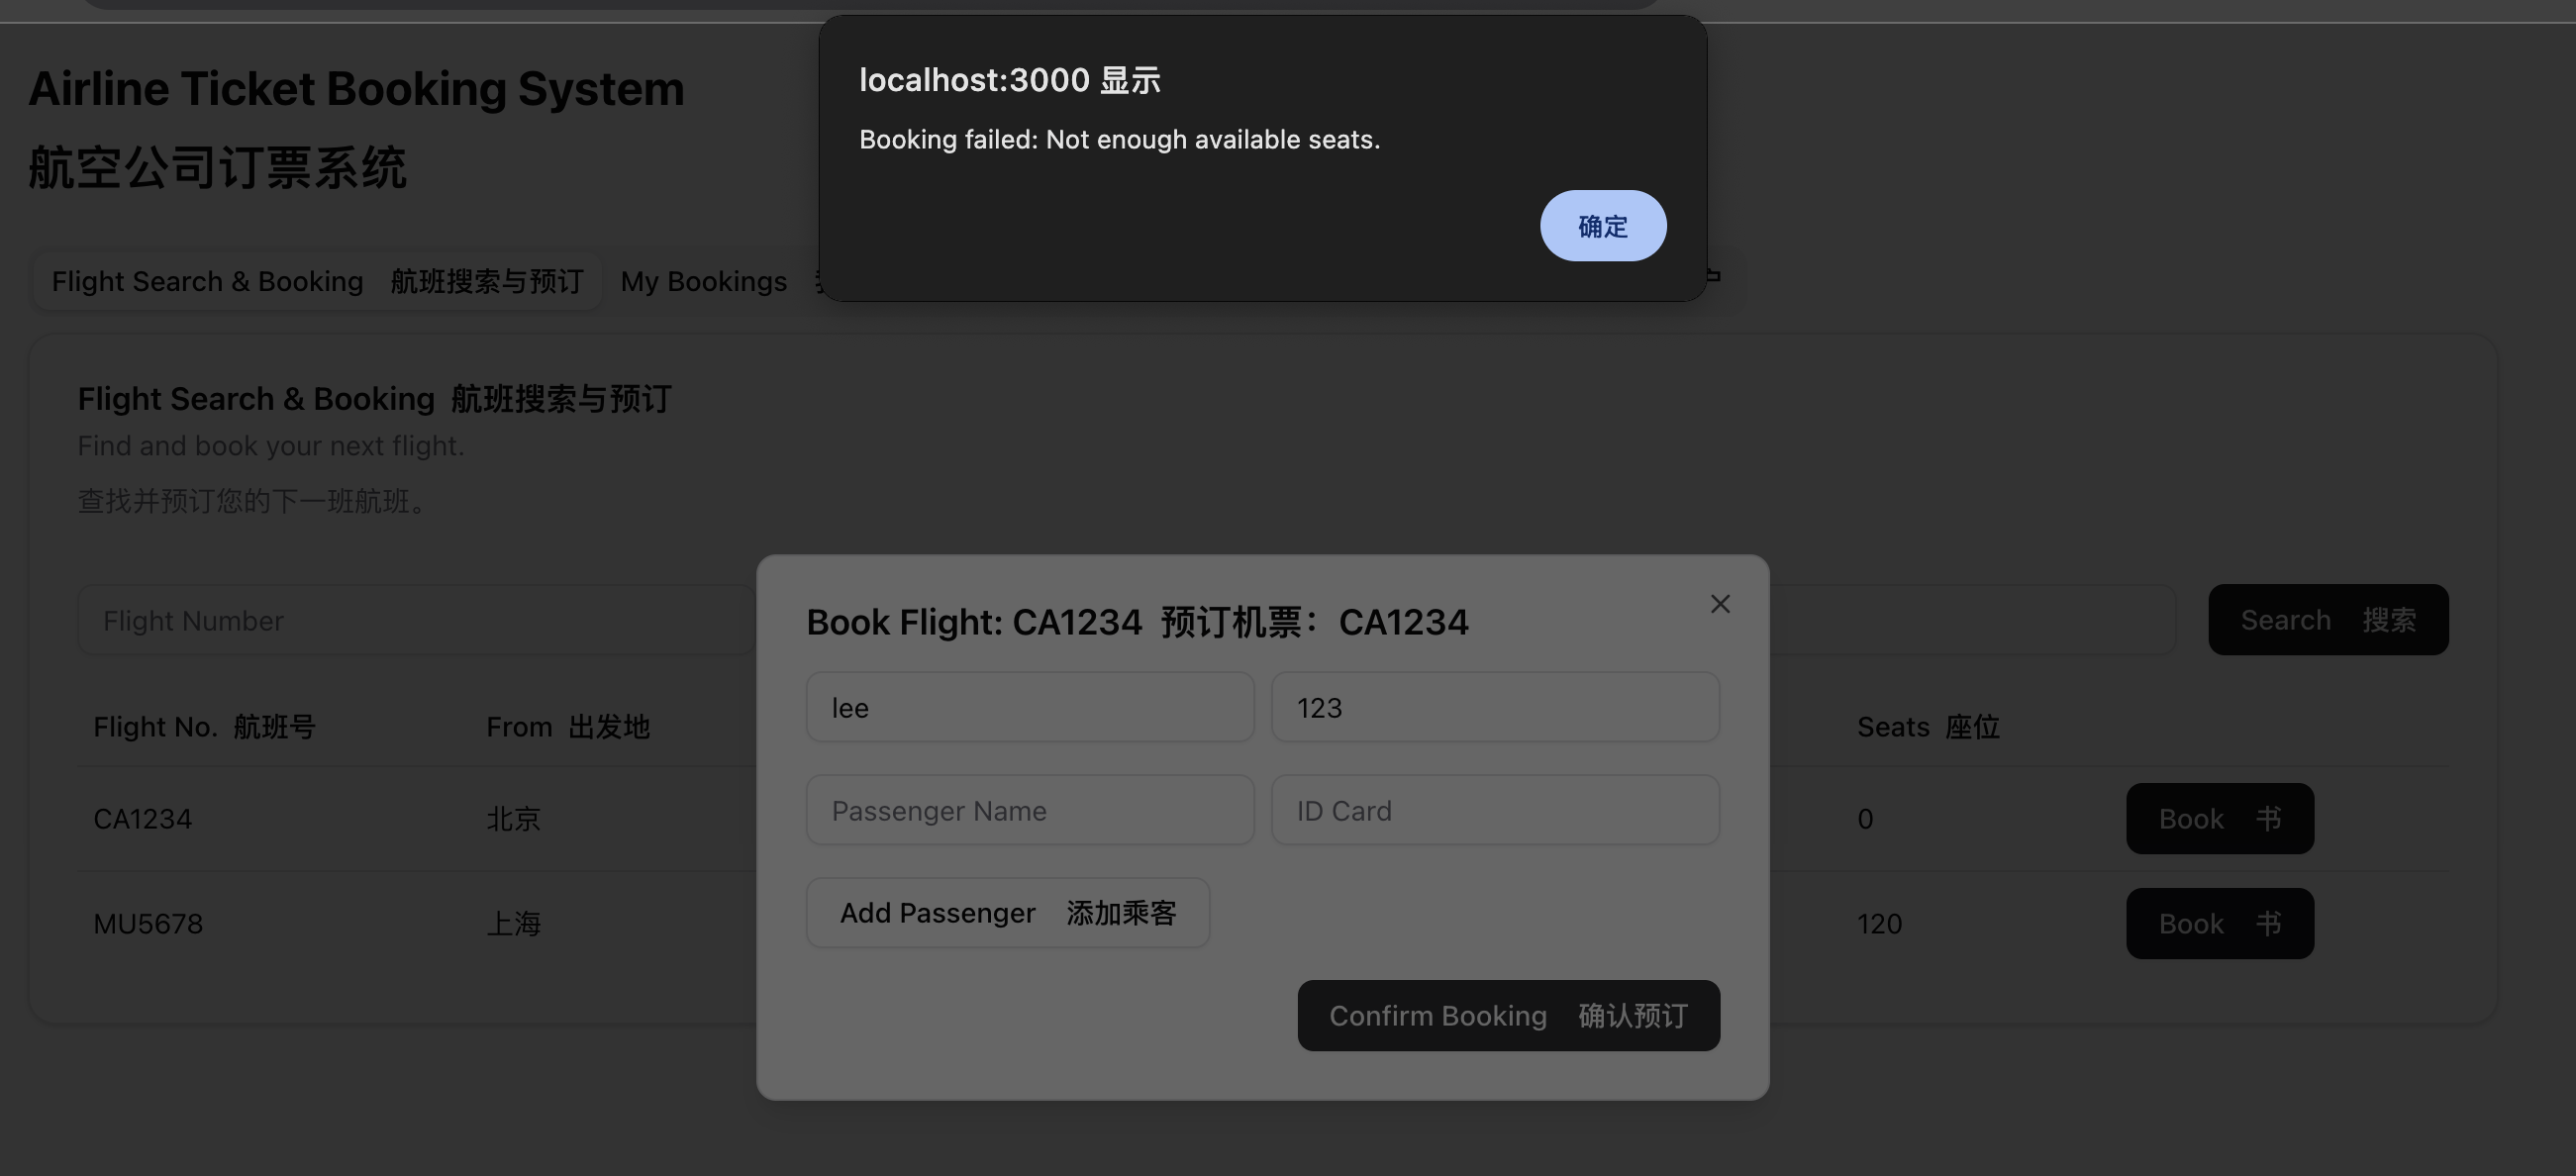 localhost:3000 显示
Booking failed: Not enough available seats.
确定
Airline Ticket Booking System
航空公司订票系统
Flight Search & Booking 航班搜索与预订 My Bookings
Flight Search & Booking 航班搜索与预订
Find and book your next flight.
查找并预订您的下一班航班。
Flight Number
Search 搜索
Flight No. 航班号 From 出发地 Seats 座位
CA1234 北京 0 Book 书
MU5678 上海 120 Book 书
Book Flight: CA1234 预订机票：CA1234
lee 123
Passenger Name ID Card
Add Passenger 添加乘客
Confirm Booking 确认预订